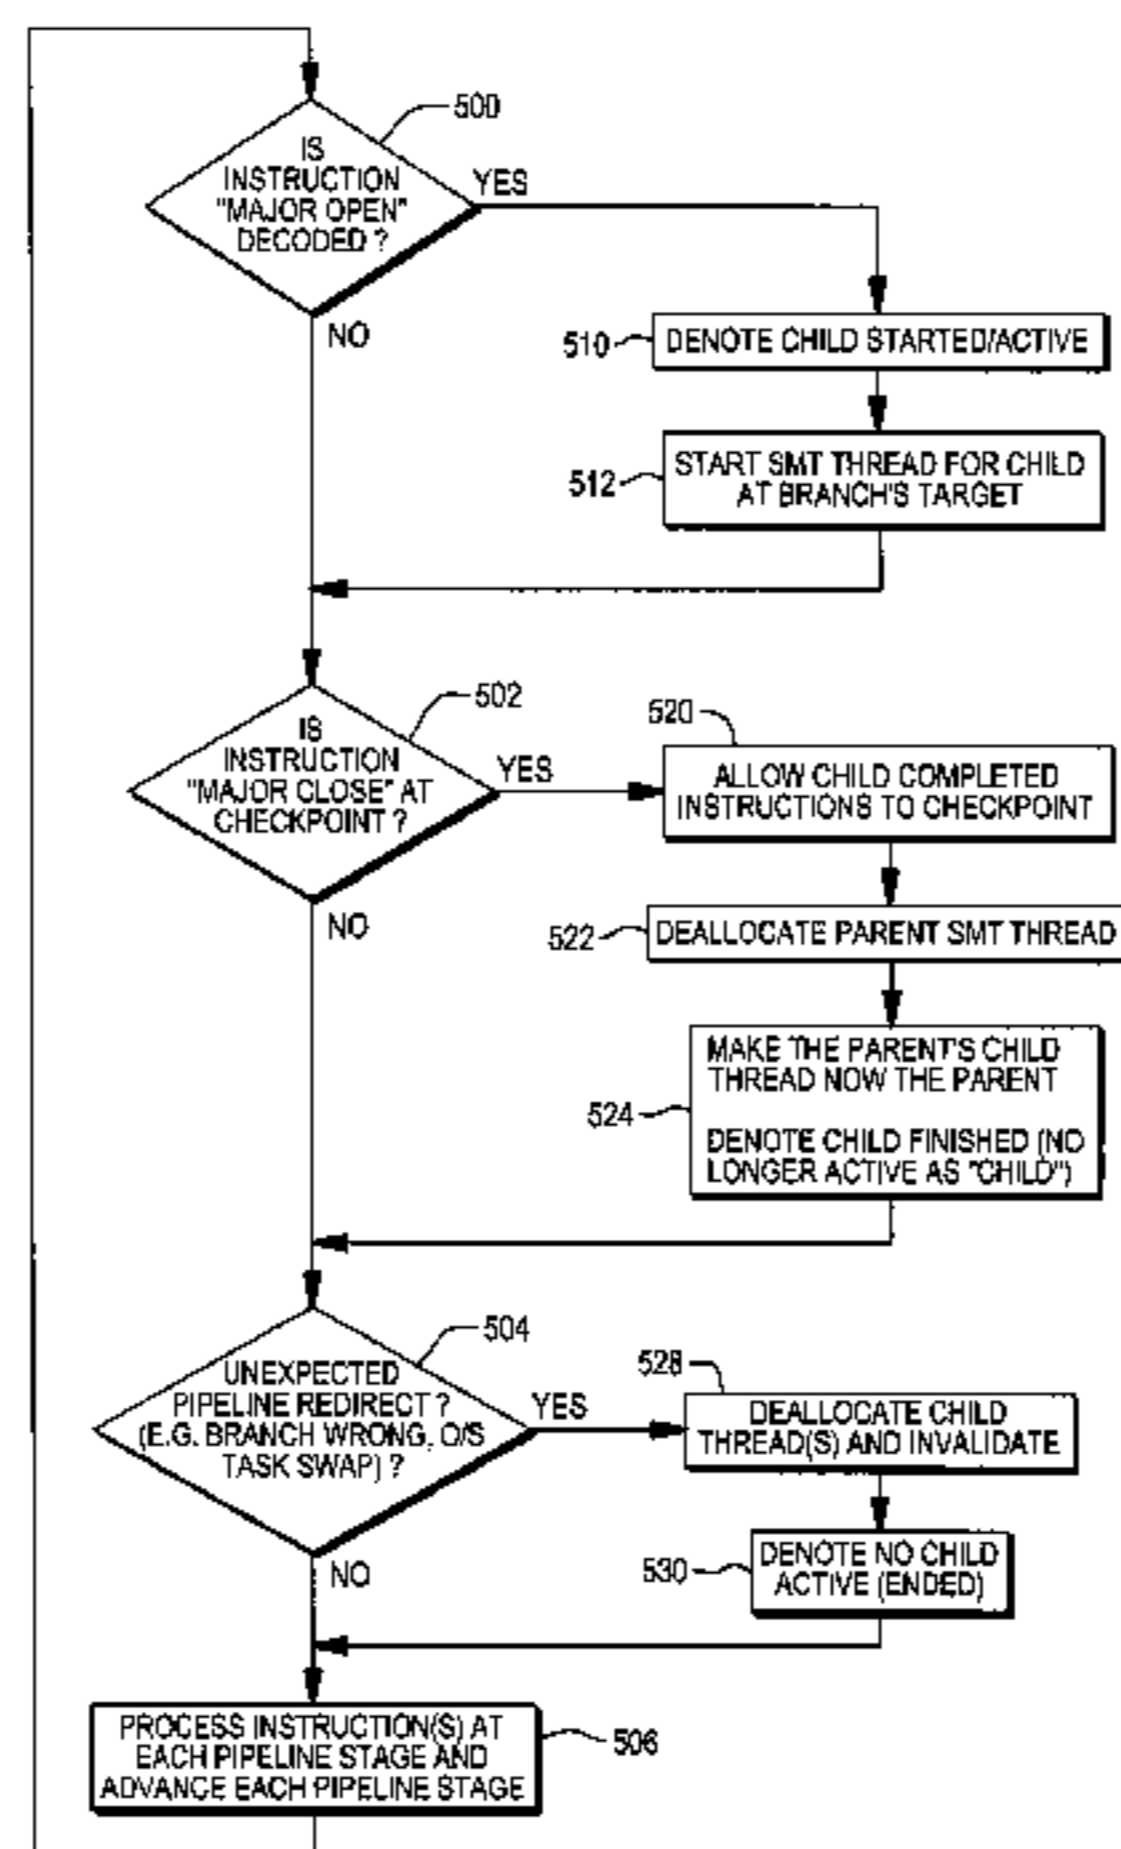 500
IS
INSTRUCTION
"MAJOR OPEN"
DECODED ?
YES
NO
510
DENOTE CHILD STARTED/ACTIVE
512
START SMT THREAD FOR CHILD
AT BRANCH'S TARGET
502
IS
INSTRUCTION
"MAJOR CLOSE" AT
CHECKPOINT ?
YES
NO
520
ALLOW CHILD COMPLETED
INSTRUCTIONS TO CHECKPOINT
522
DEALLOCATE PARENT SMT THREAD
524
MAKE THE PARENT'S CHILD
THREAD NOW THE PARENT
DENOTE CHILD FINISHED (NO
LONGER ACTIVE AS "CHILD")
504
UNEXPECTED
PIPELINE REDIRECT ?
(E.G. BRANCH WRONG, O/S
TASK SWAP) ?
YES
NO
528
DEALLOCATE CHILD
THREAD(S) AND INVALIDATE
530
DENOTE NO CHILD
ACTIVE (ENDED)
PROCESS INSTRUCTION(S) AT
EACH PIPELINE STAGE AND
ADVANCE EACH PIPELINE STAGE
506